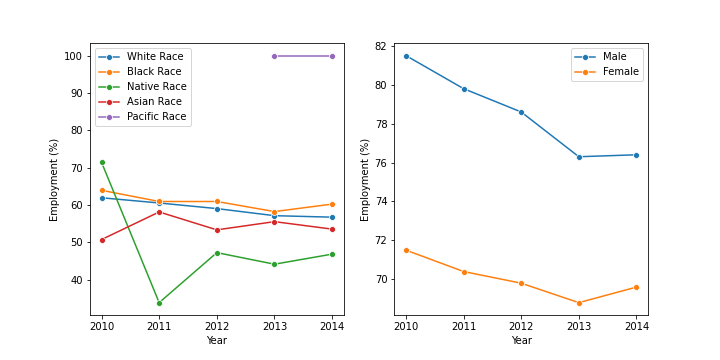 White Race
Black Race
Native Race
Asian Race
Pacific Race
100
90
80
70
60
50
40
Employment (%)
2010 2011 2012 2013 2014
Year
Male
Female
82
80
78
76
74
72
70
Employment (%)
2010 2011 2012 2013 2014
Year